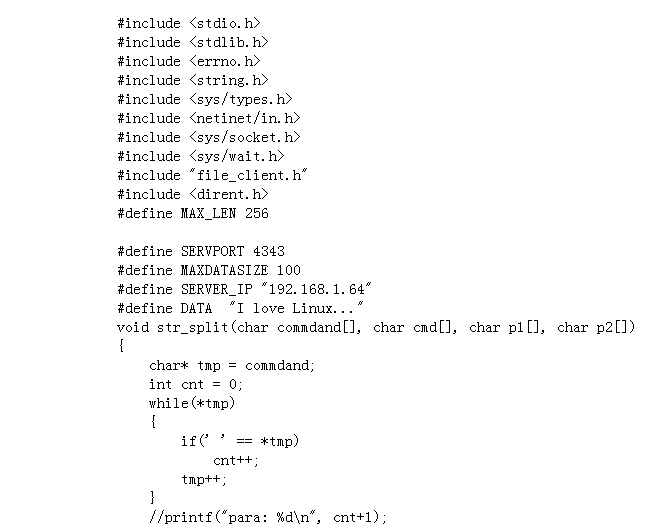 #include <stdio.h>
#include <stdlib.h>
#include <errno.h>
#include <string.h>
#include <sys/types.h>
#include <netinet/in.h>
#include <sys/socket.h>
#include <sys/wait.h>
#include "file_client.h"
#include <dirent.h>
#define MAX_LEN 256

#define SERVPORT 4343
#define MAXDATASIZE 100
#define SERVER_IP "192.168.1.64"
#define DATA  "I love Linux..."
void str_split(char commdand[], char cmd[], char p1[], char p2[])
{
    char* tmp = commdand;
    int cnt = 0;
    while(*tmp)
    {
        if(' ' == *tmp)
            cnt++;
        tmp++;
    }
    //printf("para: %d\n", cnt+1);